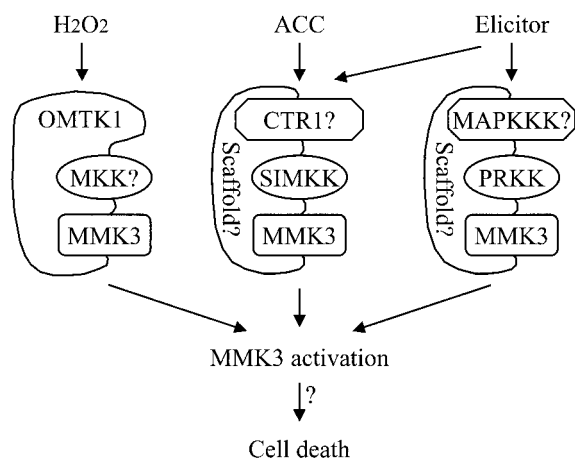 H2O2 ACC Elicitor
OMTK1 CTR1? MAPKKK?
MKK? SIMKK PRKK
Scaffold? Scaffold?
MMK3 MMK3 MMK3
MMK3 activation
?
Cell death